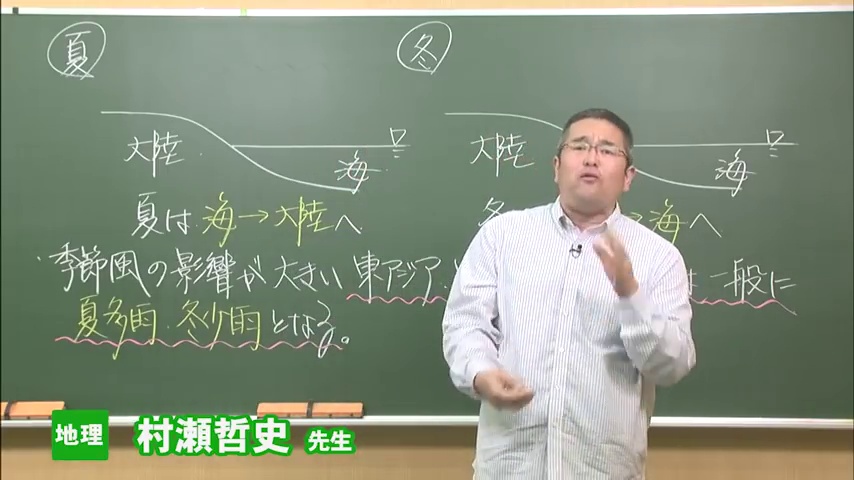 夏
冬
大陸
海
大陸
海
夏は 海→大陸へ
冬 →海へ
・季節風の影響が大きい東アジア は一般に
夏多雨・冬少雨となる。
地理 村瀬哲史 先生